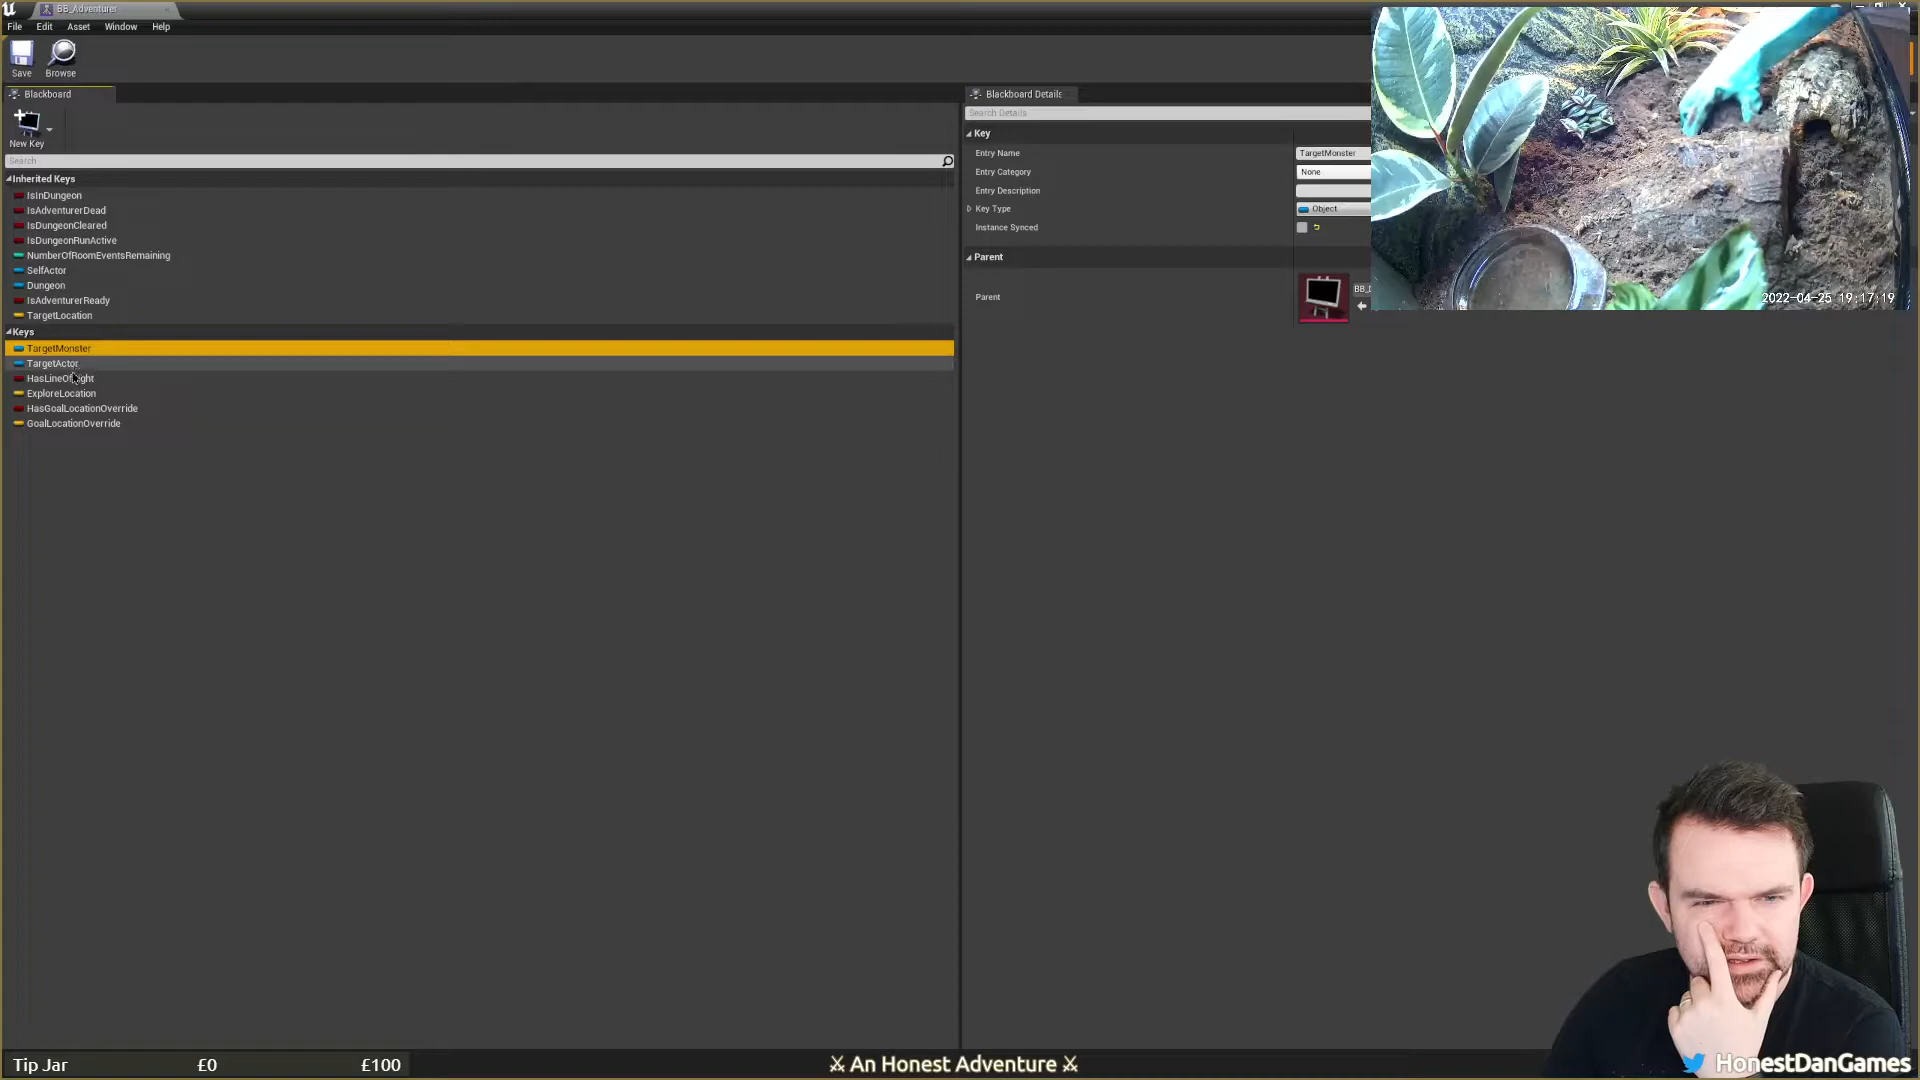 BB_Adventurer
File Edit Asset Window Help
Save Browse
Blackboard
New Key
Search
Inherited Keys
IsInDungeon
IsAdventurerDead
IsDungeonCleared
IsDungeonRunActive
NumberOfRoomEventsRemaining
SelfActor
Dungeon
IsAdventurerReady
TargetLocation
Keys
TargetMonster
TargetActor
HasLineOfSight
ExploreLocation
HasGoalLocationOverride
GoalLocationOverride
Blackboard Details
Search Details
Key
Entry Name TargetMonster
Entry Category None
Entry Description
Key Type Object
Instance Synced
Parent
Parent
2022-04-25 19:17:19
Tip Jar £0 £100
An Honest Adventure
HonestDanGames